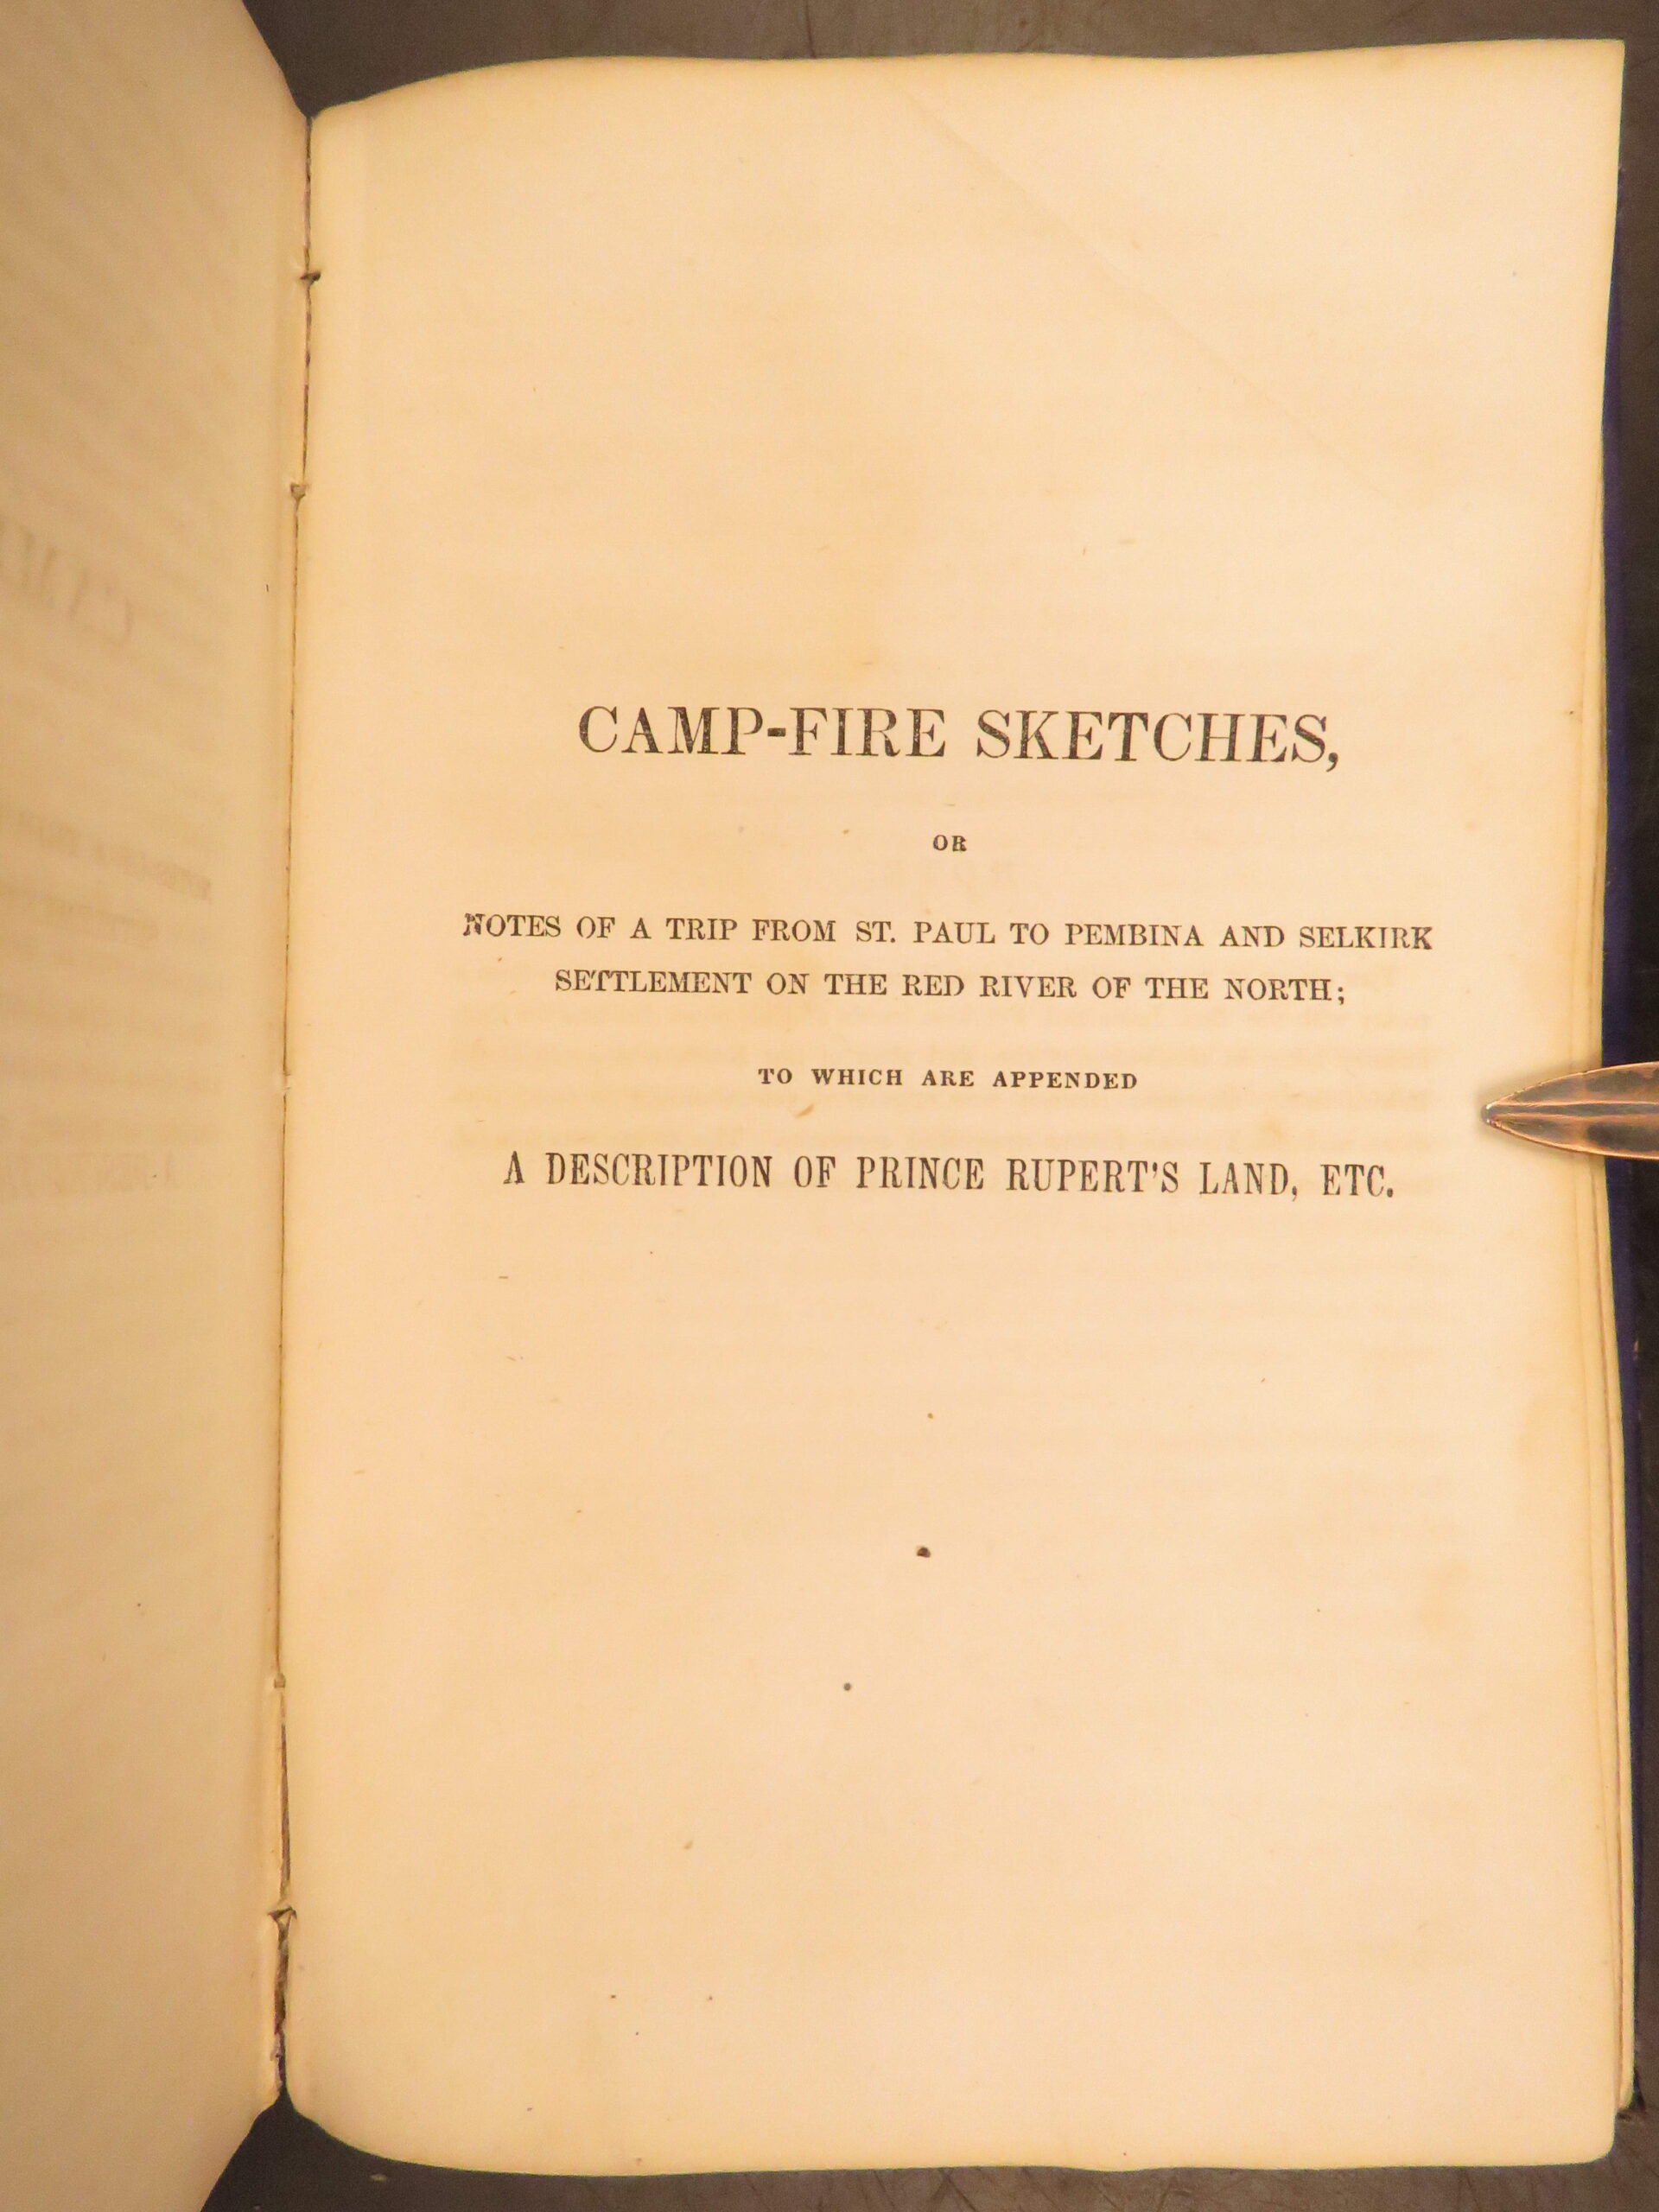 CAMP-FIRE SKETCHES,
OR
NOTES OF A TRIP FROM ST. PAUL TO PEMBINA AND SELKIRK
SETTLEMENT ON THE RED RIVER OF THE NORTH;
TO WHICH ARE APPENDED
A DESCRIPTION OF PRINCE RUPERT'S LAND, ETC.